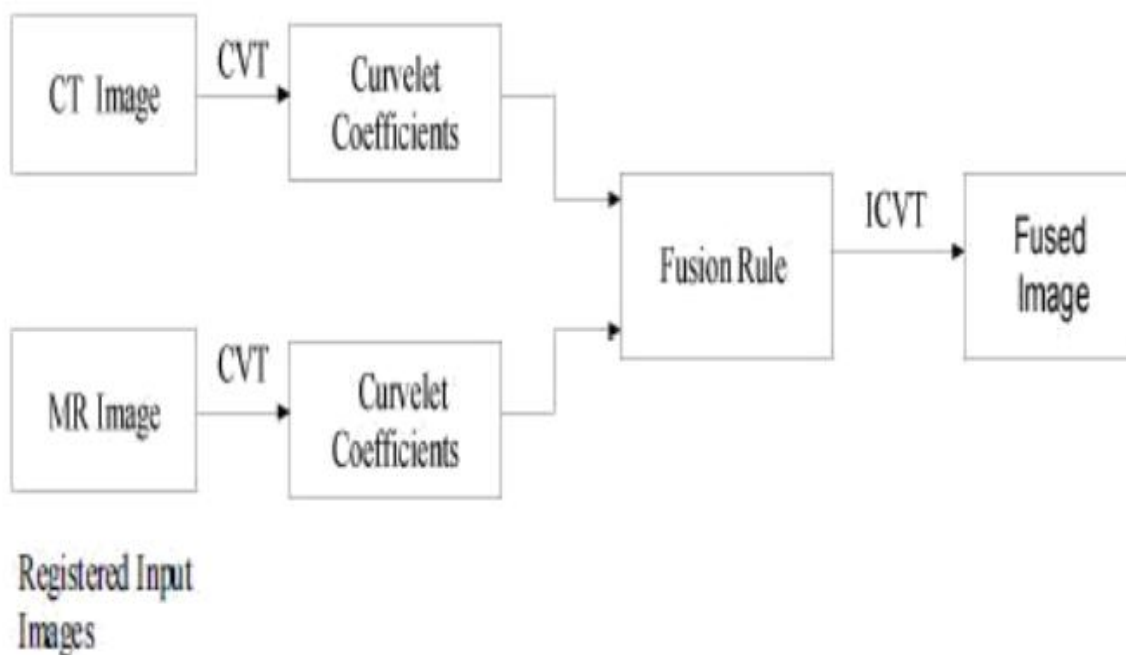 CT Image
CVT
Curvelet
Coefficients
Fusion Rule
ICVT
Fused
Image
MR Image
CVT
Curvelet
Coefficients
Registered Input
Images